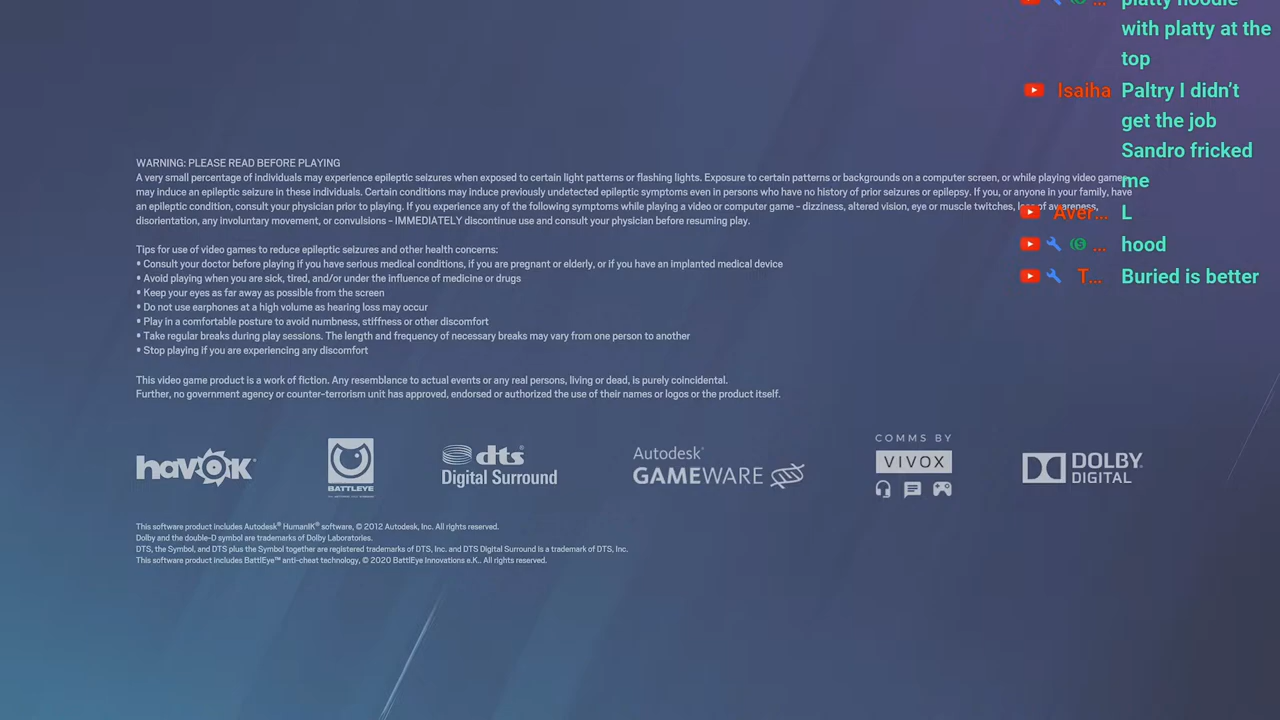 platty noodle
with platty at the
top
Isaiha Paltry I didn't
get the job
Sandro fricked
me
Aver... L
... hood
T... Buried is better
WARNING: PLEASE READ BEFORE PLAYING
A very small percentage of individuals may experience epileptic seizures when exposed to certain light patterns or flashing lights. Exposure to certain patterns or backgrounds on a computer screen, or while playing video games,
may induce an epileptic seizure in these individuals. Certain conditions may induce previously undetected epileptic symptoms even in persons who have no history of prior seizures or epilepsy. If you, or anyone in your family, have
an epileptic condition, consult your physician prior to playing. If you experience any of the following symptoms while playing a video or computer game - dizziness, altered vision, eye or muscle twitches, loss of awareness,
disorientation, any involuntary movement, or convulsions - IMMEDIATELY discontinue use and consult your physician before resuming play.
Tips for use of video games to reduce epileptic seizures and other health concerns:
• Consult your doctor before playing if you have serious medical conditions, if you are pregnant or elderly, or if you have an implanted medical device
• Avoid playing when you are sick, tired, and/or under the influence of medicine or drugs
• Keep your eyes as far away as possible from the screen
• Do not use earphones at a high volume as hearing loss may occur
• Play in a comfortable posture to avoid numbness, stiffness or other discomfort
• Take regular breaks during play sessions. The length and frequency of necessary breaks may vary from one person to another
• Stop playing if you are experiencing any discomfort
This video game product is a work of fiction. Any resemblance to actual events or any real persons, living or dead, is purely coincidental.
Further, no government agency or counter-terrorism unit has approved, endorsed or authorized the use of their names or logos or the product itself.
havok
BATTLEYE
dts
Digital Surround
Autodesk®
GAMEWARE
COMMS BY
VIVOX
DOLBY
DIGITAL
This software product includes Autodesk® HumanIK® software, © 2012 Autodesk, Inc. All rights reserved.
Dolby and the double-D symbol are trademarks of Dolby Laboratories.
DTS, the Symbol, and DTS plus the Symbol together are registered trademarks of DTS, Inc. and DTS Digital Surround is a trademark of DTS, Inc.
This software product includes BattlEye™ anti-cheat technology, © 2020 BattlEye Innovations e.K.. All rights reserved.